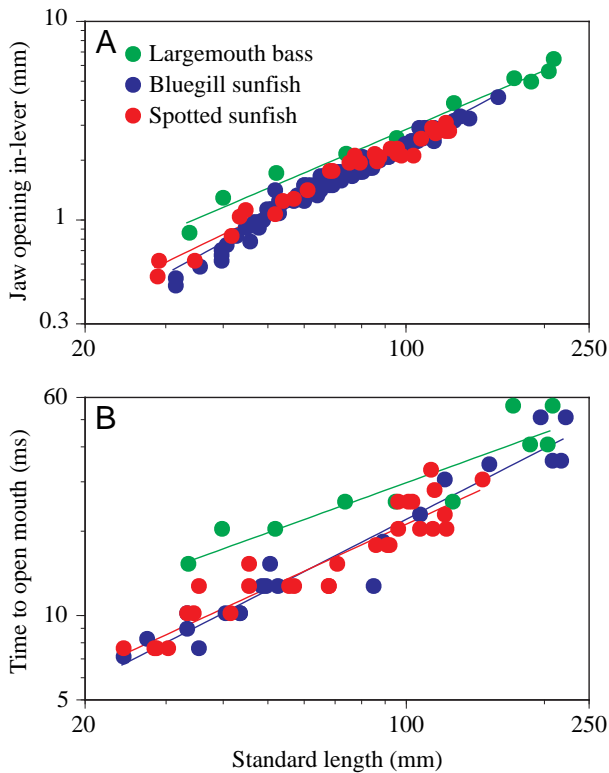 A
Largemouth bass
Bluegill sunfish
Spotted sunfish
Jaw opening in-lever (mm)
10
1
0.3
20
100
250
B
Time to open mouth (ms)
60
10
5
20
100
250
Standard length (mm)